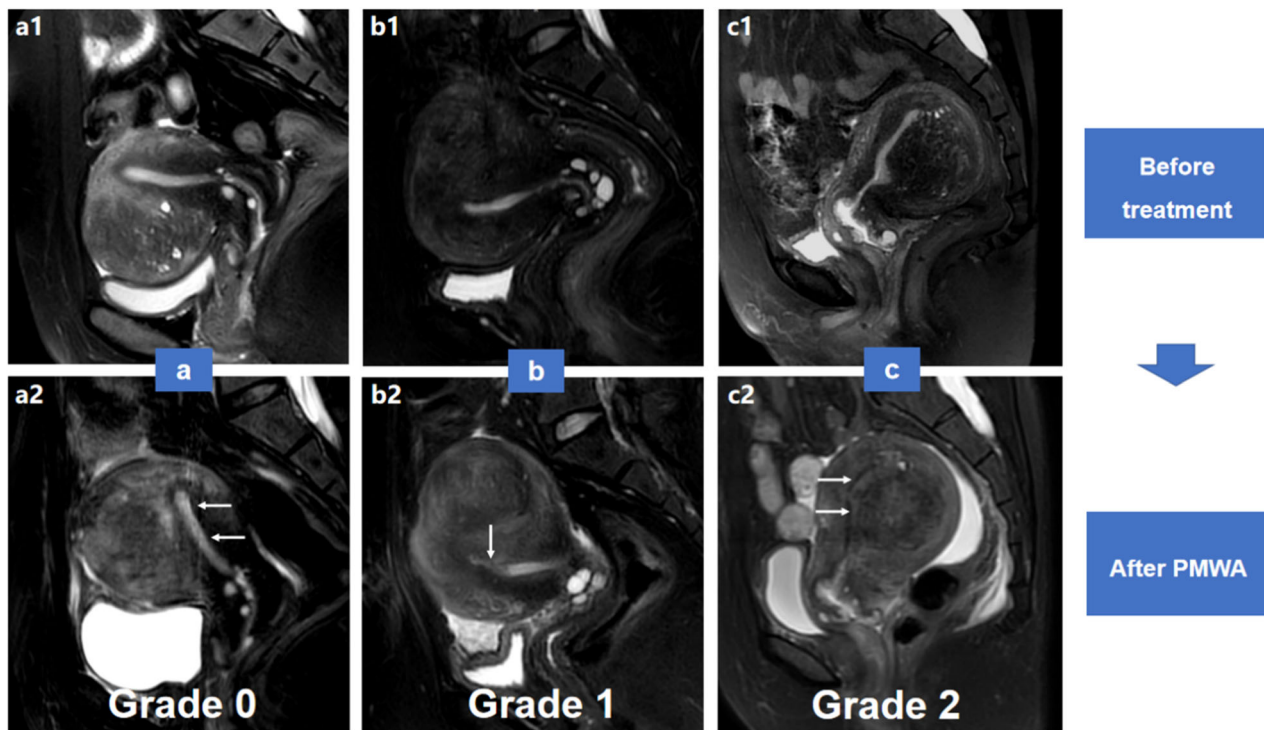 a1
b1
c1
Before
treatment
a
b
c
a2
b2
c2
After PMWA
Grade 0
Grade 1
Grade 2